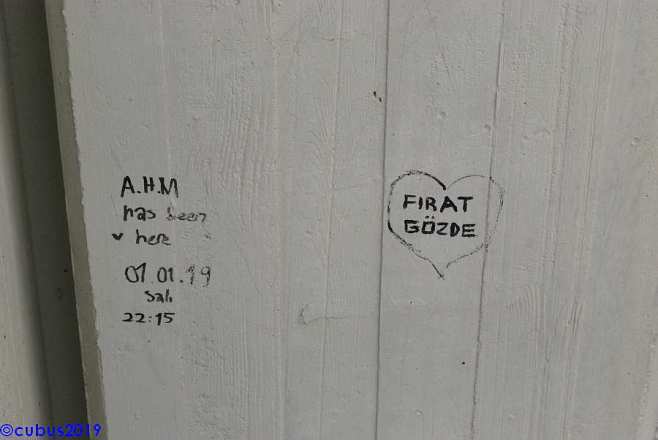 A.H.M
has been
♥ here
01.01.19
Salı
22:15
FIRAT
GÖZDE
©cubus2019